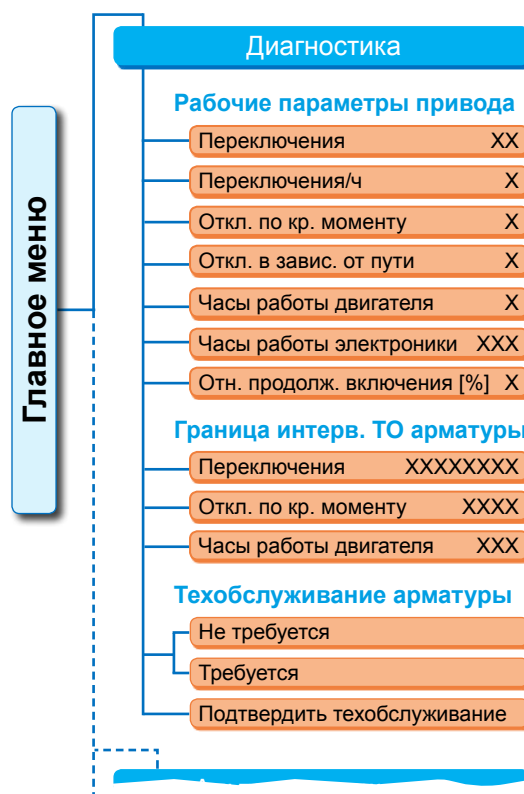 Главное меню
Диагностика
Рабочие параметры привода
Переключения XX
Переключения/ч X
Откл. по кр. моменту X
Откл. в завис. от пути X
Часы работы двигателя X
Часы работы электроники XXX
Отн. продолж. включения [%] X
Граница интерв. ТО арматуры
Переключения XXXXXXXX
Откл. по кр. моменту XXXX
Часы работы двигателя XXX
Техобслуживание арматуры
Не требуется
Требуется
Подтвердить техобслуживание